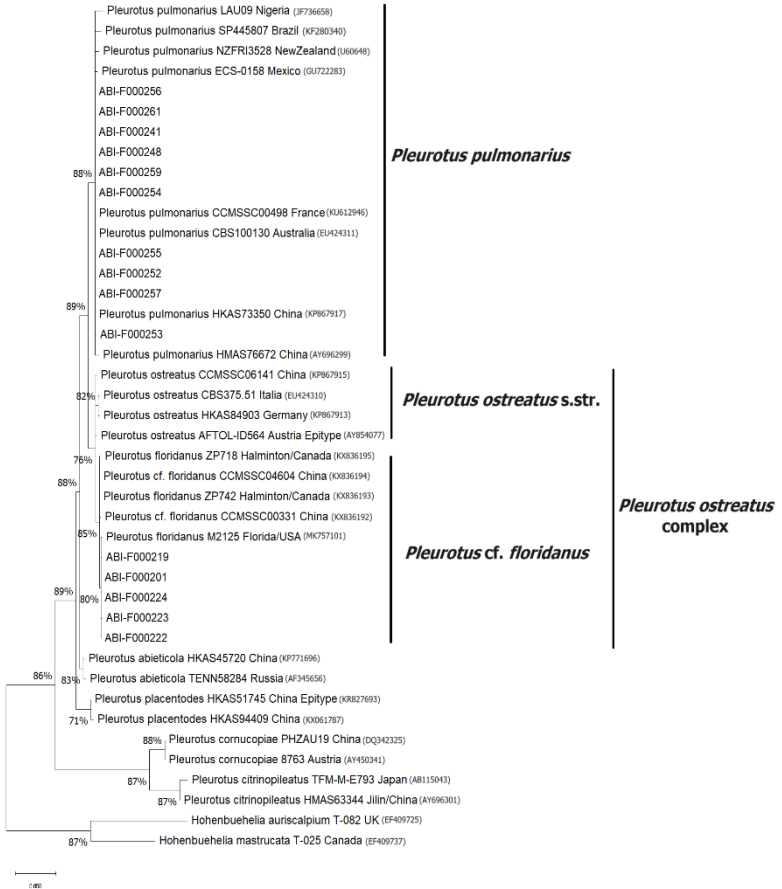 Pleurotus pulmonarius LAU09 Nigeria (JF736658)
Pleurotus pulmonarius SP445807 Brazil (KF280340)
Pleurotus pulmonarius NZFRI3528 NewZealand (U60648)
Pleurotus pulmonarius ECS-0158 Mexico (GU722283)
ABI-F000256
ABI-F000261
ABI-F000241
ABI-F000248
Pleurotus pulmonarius
ABI-F000259
88%
ABI-F000254
Pleurotus pulmonarius CCMSSC00498 France (KU612946)
Pleurotus pulmonarius CBS100130 Australia (EU424311)
ABI-F000255
ABI-F000252
ABI-F000257
89%
Pleurotus pulmonarius HKAS73350 China (KP867917)
ABI-F000253
Pleurotus pulmonarius HMAS76672 China (AY696299)
Pleurotus ostreatus CCMSSC06141 China (KP867915)
82%
Pleurotus ostreatus CBS375.51 Italia (EU424310)
Pleurotus ostreatus s.str.
Pleurotus ostreatus HKAS84903 Germany (KP867913)
Pleurotus ostreatus AFTOL-ID564 Austria Epitype (AY854077)
76%
Pleurotus floridanus ZP718 Halminton/Canada (KX836195)
88%
Pleurotus cf. floridanus CCMSSC04604 China (KX836194)
Pleurotus floridanus ZP742 Halminton/Canada (KX836193)
Pleurotus ostreatus
complex
Pleurotus cf. floridanus CCMSSC00331 China (KX836192)
85%
Pleurotus floridanus M2125 Florida/USA (MK757101)
Pleurotus cf. floridanus
ABI-F000219
ABI-F000201
89%
80%
ABI-F000224
ABI-F000223
ABI-F000222
Pleurotus abieticola HKAS45720 China (KP771696)
86%
83%
Pleurotus abieticola TENN58284 Russia (AF345656)
Pleurotus placentodes HKAS51745 China Epitype (KR827693)
71%
Pleurotus placentodes HKAS94409 China (KX061787)
88%
Pleurotus cornucopiae PHZAU19 China (DQ342325)
Pleurotus cornucopiae 8763 Austria (AY450341)
87%
Pleurotus citrinopileatus TFM-M-E793 Japan (AB115043)
87%
Pleurotus citrinopileatus HMAS63344 Jilin/China (AY696301)
Hohenbuehelia auriscalpium T-082 UK (EF409725)
87%
Hohenbuehelia mastrucata T-025 Canada (EF409737)